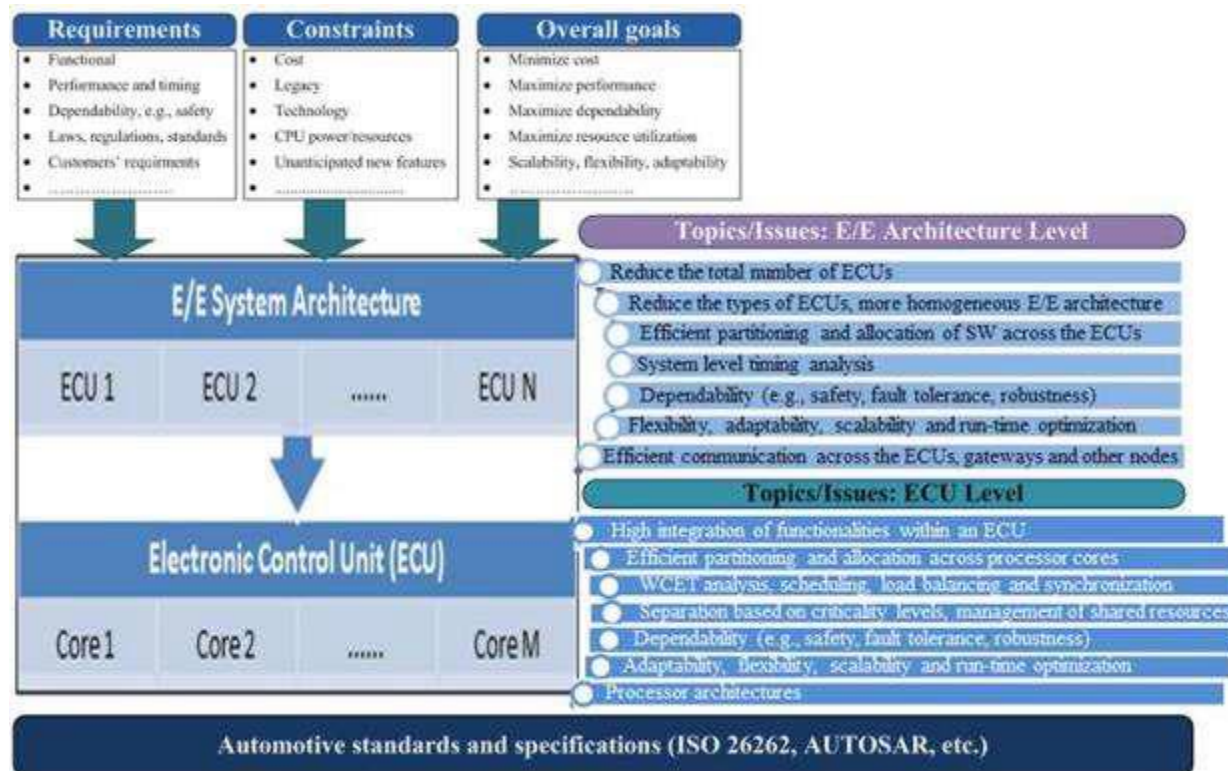 Requirements
Functional
Performance and timing
Dependability, e.g., safety
Laws, regulations, standards
Customers' requirments
........................
Constraints
Cost
Legacy
Technology
CPU power/resources
Unanticipated new features
........................
Overall goals
Minimize cost
Maximize performance
Maximize dependability
Maximize resource utilization
Scalability, flexibility, adaptability
........................
E/E System Architecture
ECU 1 ECU 2 ...... ECU N
Electronic Control Unit (ECU)
Core 1 Core 2 ...... Core M
Topics/Issues: E/E Architecture Level
Reduce the total number of ECUs
Reduce the types of ECUs, more homogeneous E/E architecture
Efficient partitioning and allocation of SW across the ECUs
System level timing analysis
Dependability (e.g., safety, fault tolerance, robustness)
Flexibility, adaptability, scalability and run-time optimization
Efficient communication across the ECUs, gateways and other nodes
Topics/Issues: ECU Level
High integration of functionalities within an ECU
Efficient partitioning and allocation across processor cores
WCET analysis, scheduling, load balancing and synchronization
Separation based on criticality levels, management of shared resources
Dependability (e.g., safety, fault tolerance, robustness)
Adaptability, flexibility, scalability and run-time optimization
Processor architectures
Automotive standards and specifications (ISO 26262, AUTOSAR, etc.)